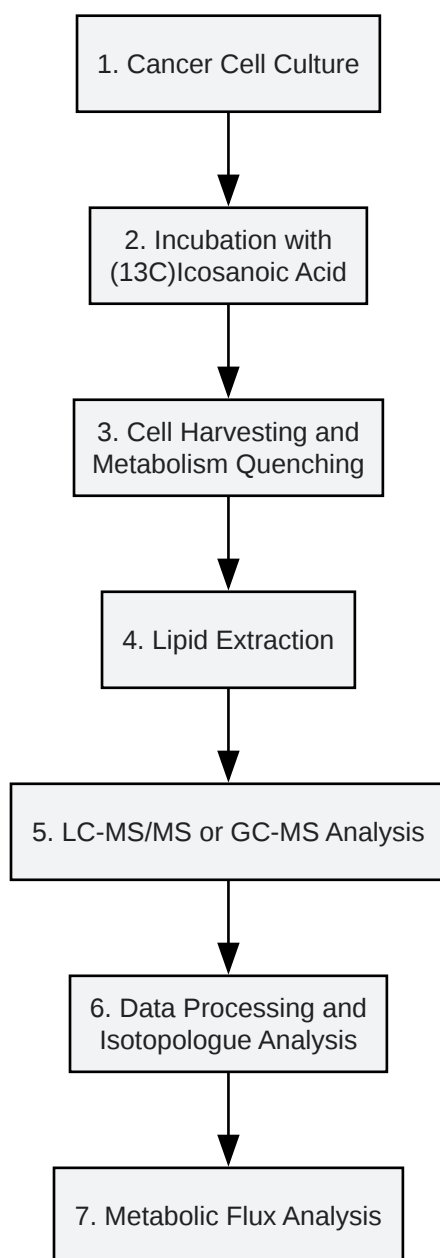 1. Cancer Cell Culture
2. Incubation with
(13C)Icosanoic Acid
3. Cell Harvesting and
Metabolism Quenching
4. Lipid Extraction
5. LC-MS/MS or GC-MS Analysis
6. Data Processing and
Isotopologue Analysis
7. Metabolic Flux Analysis